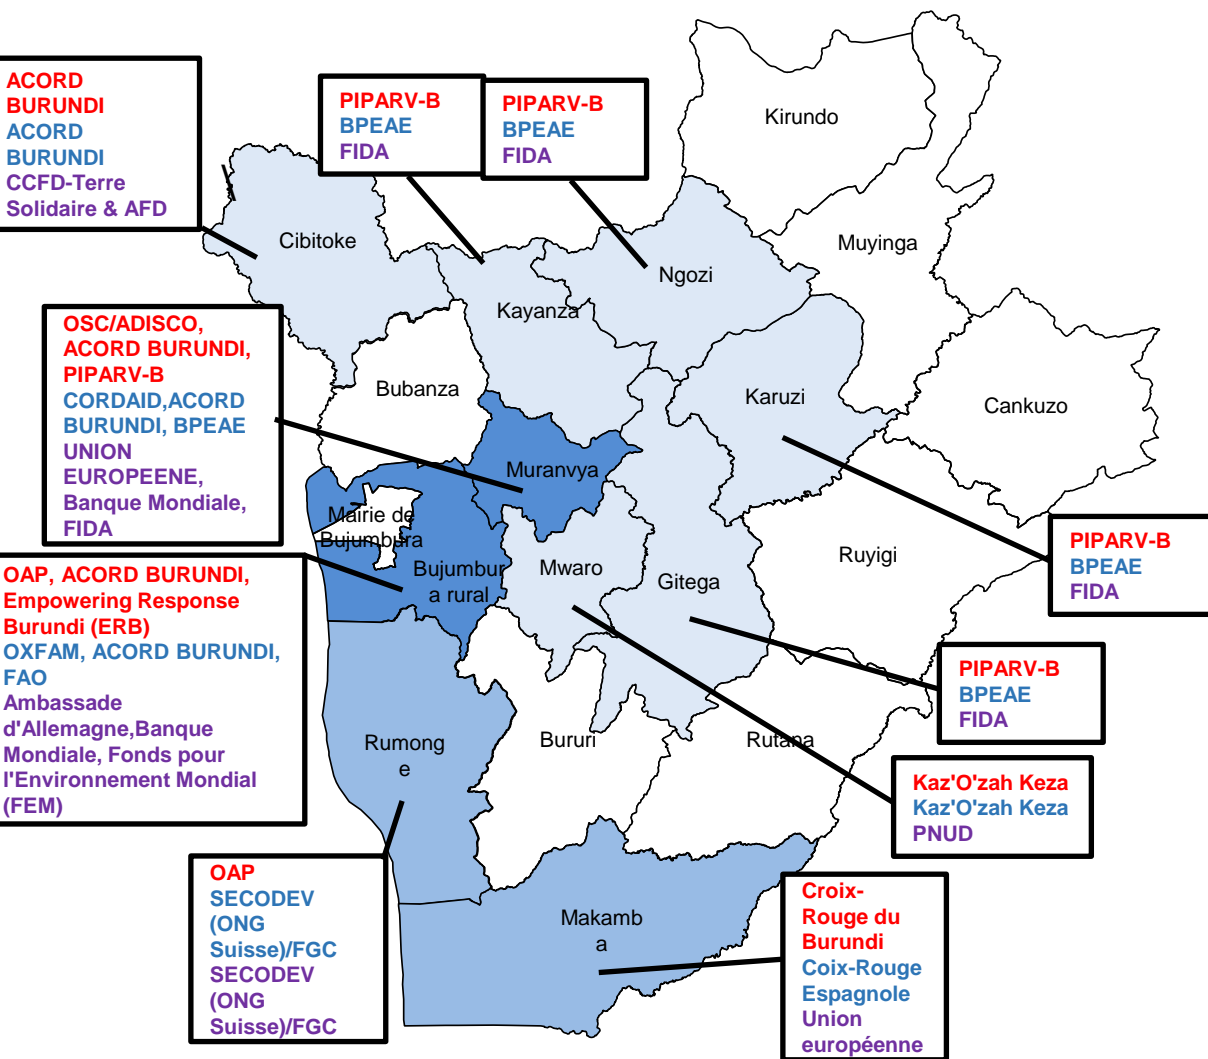 ACORD
BURUNDI
ACORD
BURUNDI
CCFD-Terre
Solidaire & AFD
PIPARV-B
BPEAE
FIDA
PIPARV-B
BPEAE
FIDA
Kirundo
Cibitoke
Muyinga
Ngozi
Kayanza
OSC/ADISCO,
ACORD BURUNDI,
PIPARV-B
CORDAID,ACORD
BURUNDI, BPEAE
UNION
EUROPEENE,
Banque Mondiale,
FIDA
Bubanza
Karuzi
Cankuzo
Muranvya
Mairie de
Bujumbura
Bujumbur
a rural
Mwaro
Gitega
Ruyigi
PIPARV-B
BPEAE
FIDA
OAP, ACORD BURUNDI,
Empowering Response
Burundi (ERB)
OXFAM, ACORD BURUNDI,
FAO
Ambassade
d'Allemagne,Banque
Mondiale, Fonds pour
l'Environnement Mondial
(FEM)
PIPARV-B
BPEAE
FIDA
Rumong
e
Bururi
Rutana
Kaz'O'zah Keza
Kaz'O'zah Keza
PNUD
OAP
SECODEV
(ONG
Suisse)/FGC
SECODEV
(ONG
Suisse)/FGC
Makamb
a
Croix-
Rouge du
Burundi
Coix-Rouge
Espagnole
Union
européenne